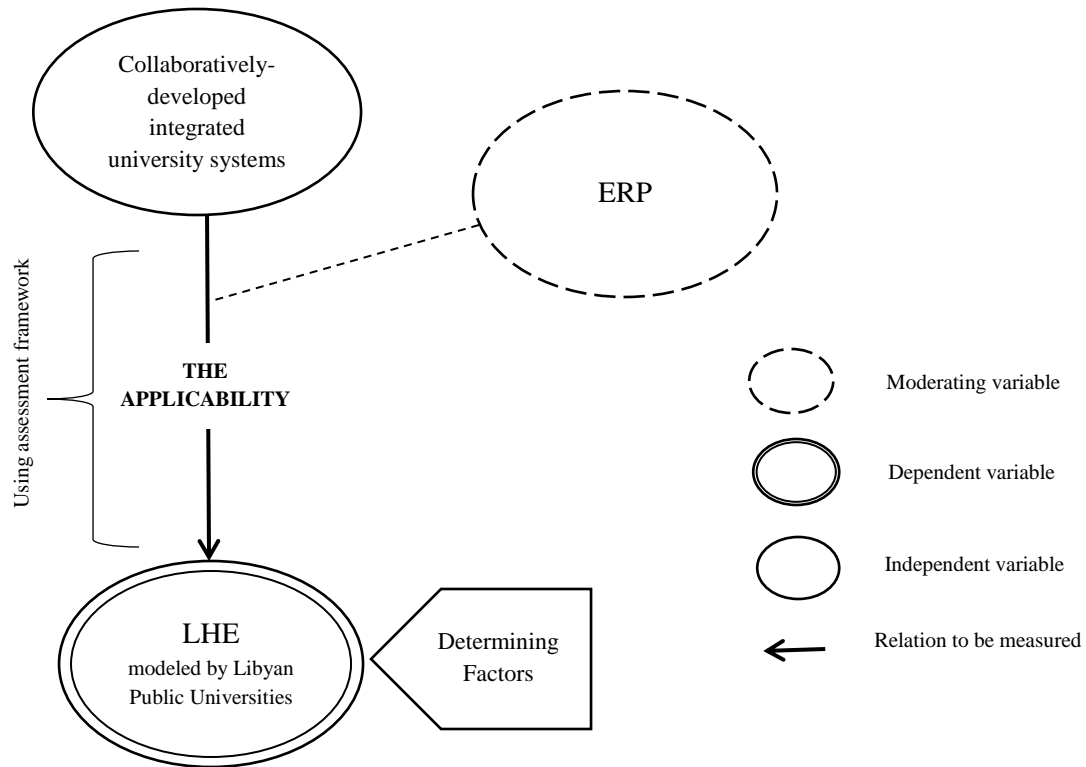 Collaboratively-
developed
integrated
university systems
ERP
Using assessment framework
THE
APPLICABILITY
LHE
modeled by Libyan
Public Universities
Determining
Factors
Moderating variable
Dependent variable
Independent variable
Relation to be measured